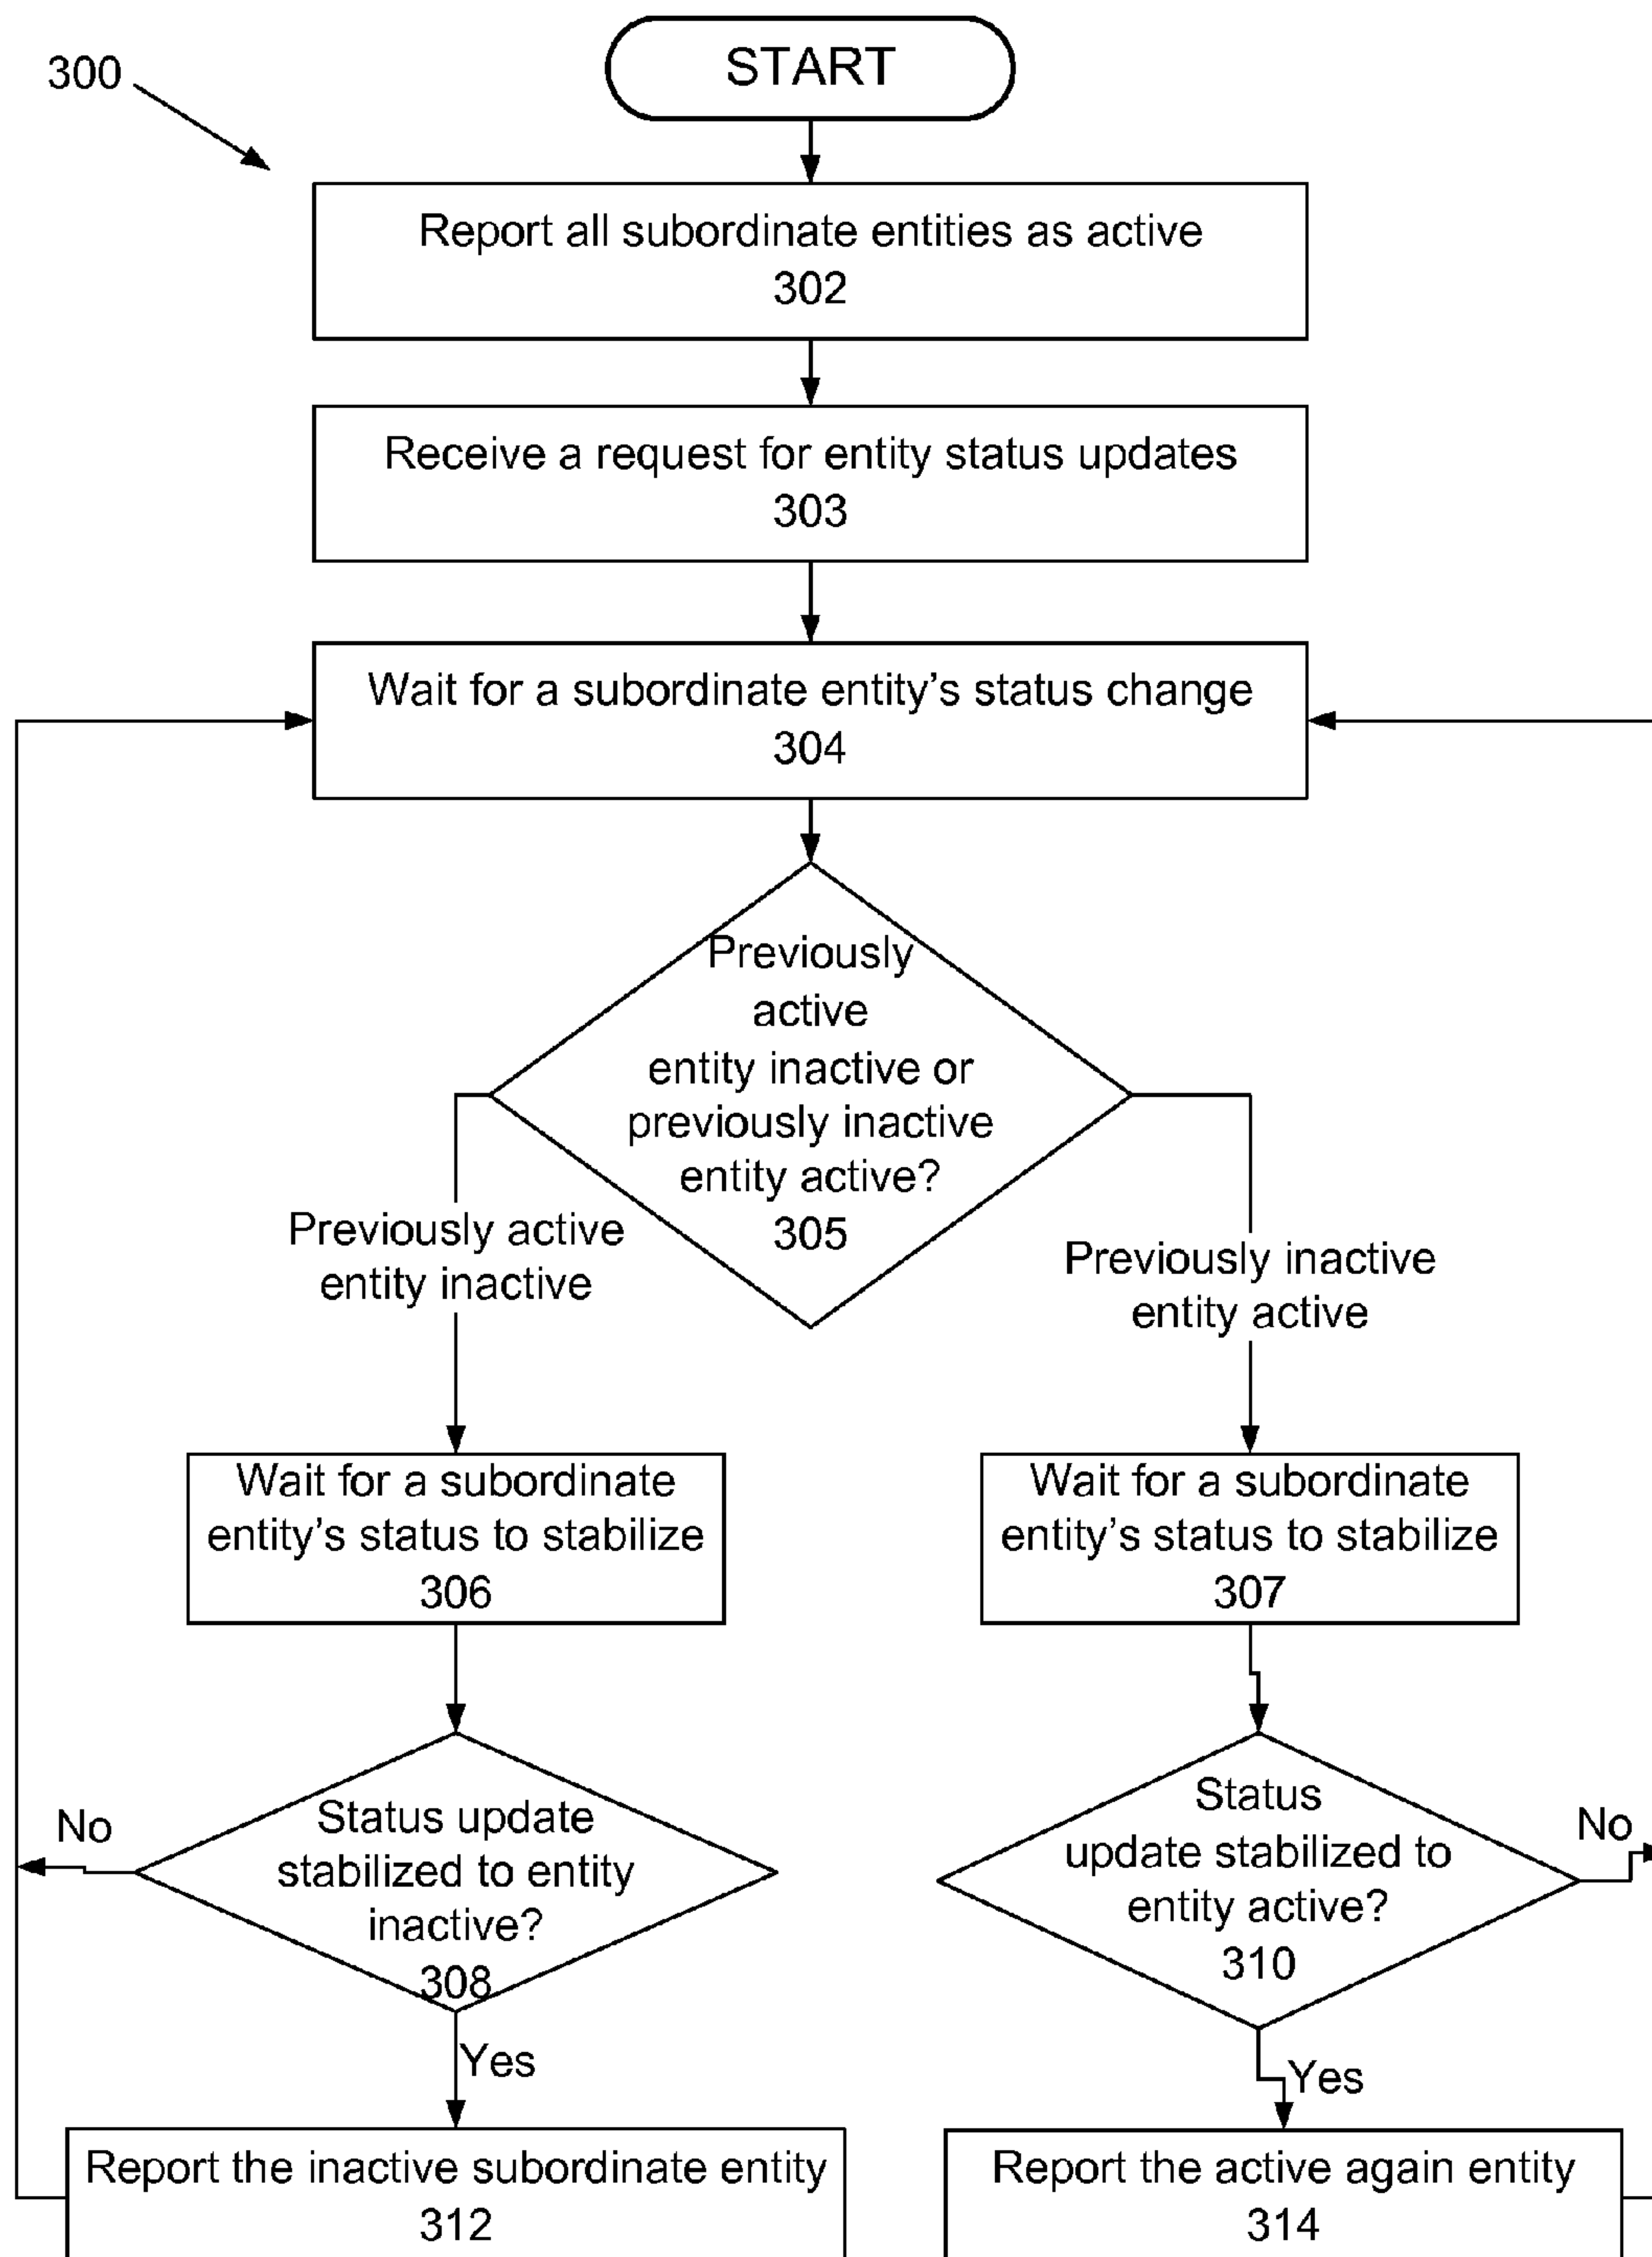 START
300
Report all subordinate entities as active
302
Receive a request for entity status updates
303
Wait for a subordinate entity’s status change
304
Previously
active
entity inactive or
previously inactive
entity active?
305
Previously active
entity inactive
Previously inactive
entity active
Wait for a subordinate
entity’s status to stabilize
306
Wait for a subordinate
entity’s status to stabilize
307
No
Status update
stabilized to entity
inactive?
308
Status
update stabilized to
entity active?
310
No
Yes
Yes
Report the inactive subordinate entity
312
Report the active again entity
314